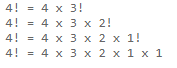 4! = 4 x 3!
4! = 4 x 3 x 2!
4! = 4 x 3 x 2 x 1!
4! = 4 x 3 x 2 x 1 x 1